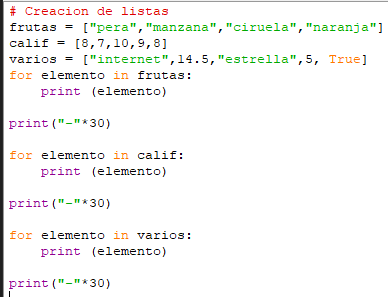 # Creacion de listas
frutas = ["pera","manzana","ciruela","naranja"]
calif = [8,7,10,9,8]
varios = ["internet",14.5,"estrella",5, True]
for elemento in frutas:
    print (elemento)

print("-"*30)

for elemento in calif:
    print (elemento)

print("-"*30)

for elemento in varios:
    print (elemento)

print("-"*30)